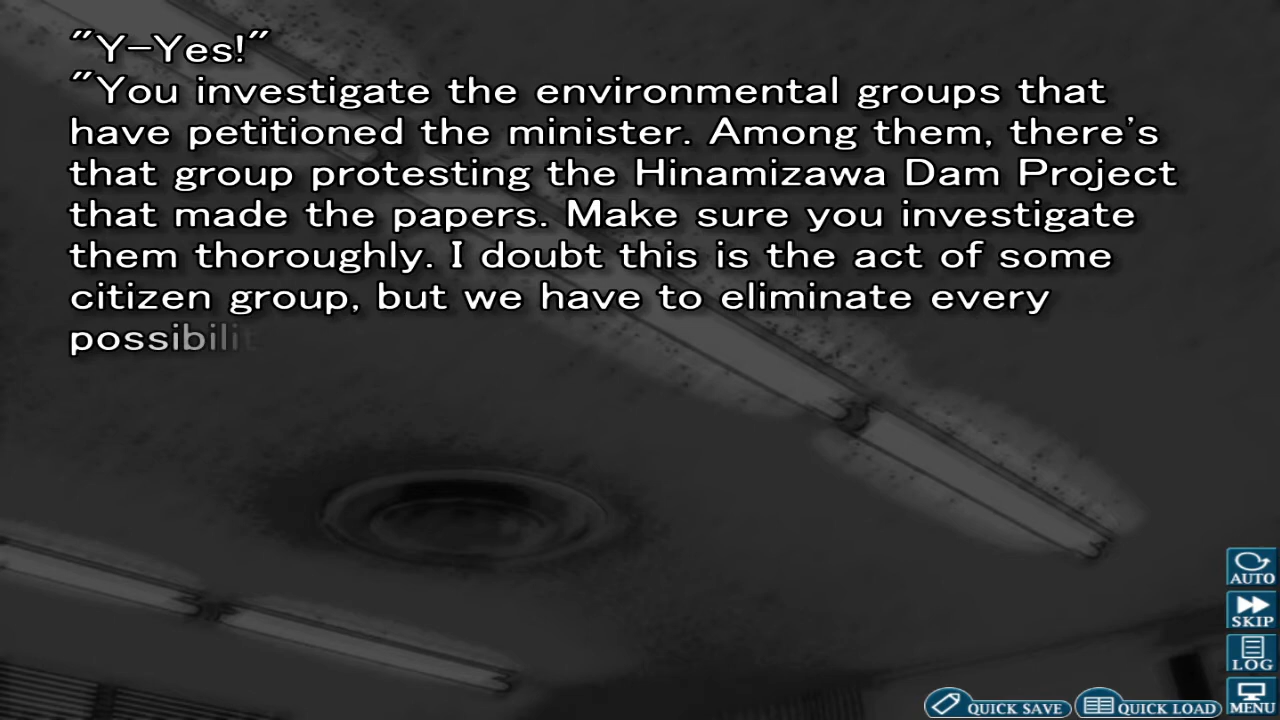 "Y-Yes!"
"You investigate the environmental groups that
have petitioned the minister. Among them, there's
that group protesting the Hinamizawa Dam Project
that made the papers. Make sure you investigate
them thoroughly. I doubt this is the act of some
citizen group, but we have to eliminate every
possibilit
AUTO
SKIP
LOG
QUICK SAVE
QUICK LOAD
MENU